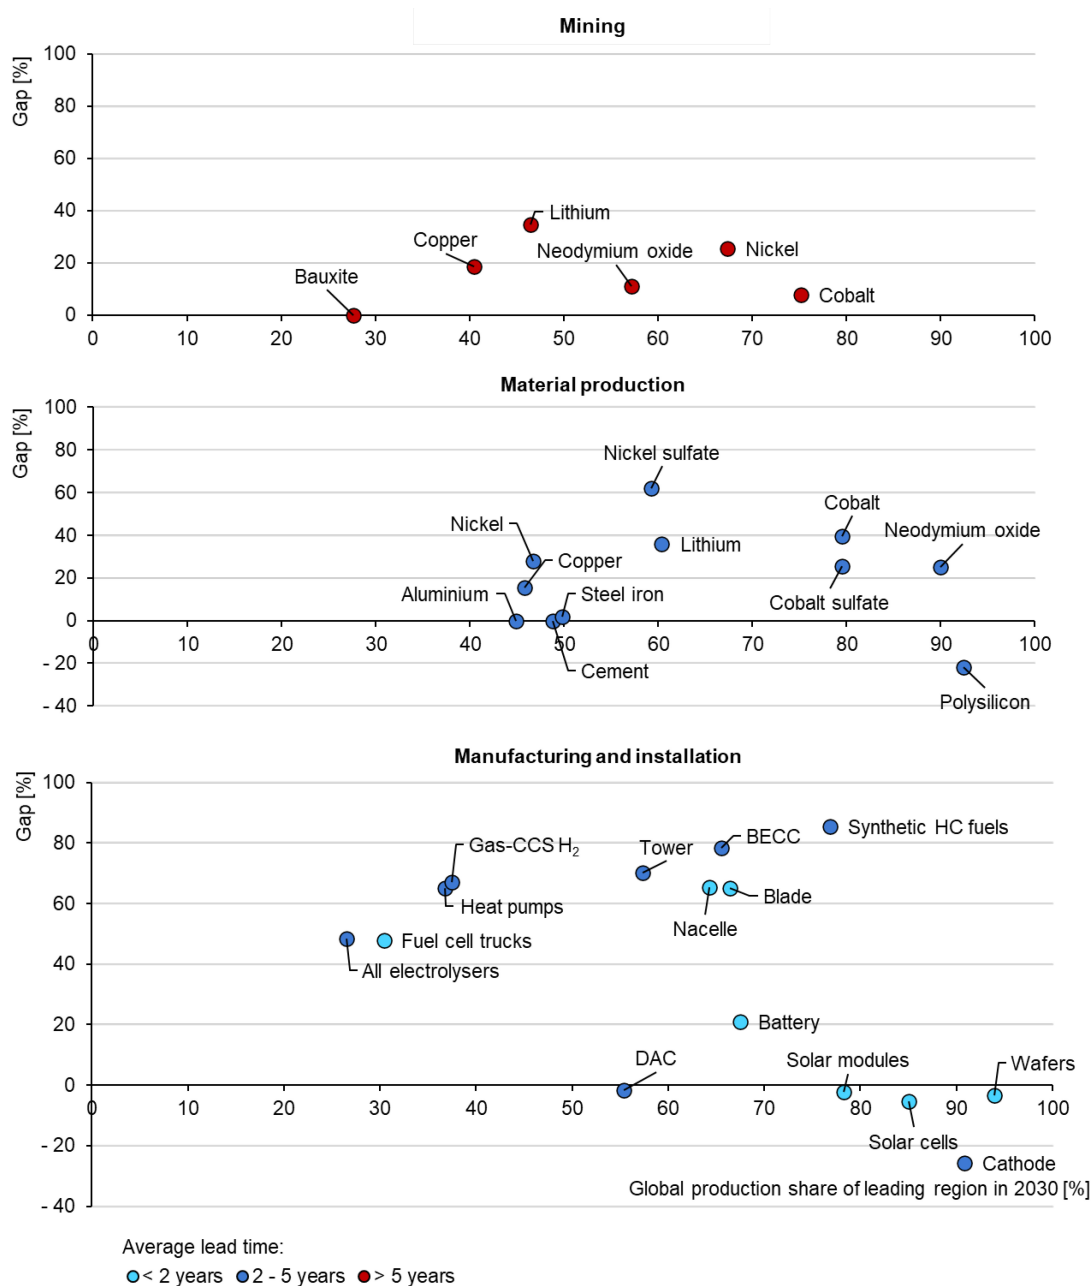 Mining
Gap [%]
100
80
60
40
20
0
Lithium
Copper
Neodymium oxide
Nickel
Bauxite
Cobalt
0 10 20 30 40 50 60 70 80 90 100
Material production
Gap [%]
100
80
60
40
20
0
- 20
- 40
Nickel sulfate
Cobalt
Nickel
Neodymium oxide
Lithium
Copper
Aluminium
Steel iron
Cobalt sulfate
0 10 20 30 40 50 60 70 80 90 100
Cement
Polysilicon
Manufacturing and installation
Gap [%]
100
80
60
40
20
0
- 20
- 40
Synthetic HC fuels
BECC
Gas-CCS H₂
Tower
Heat pumps
Blade
Nacelle
Fuel cell trucks
All electrolysers
Battery
DAC
Solar modules
Wafers
0 10 20 30 40 50 60 70 80 90 100
Solar cells
Cathode
Global production share of leading region in 2030 [%]
Average lead time:
< 2 years 2 - 5 years > 5 years